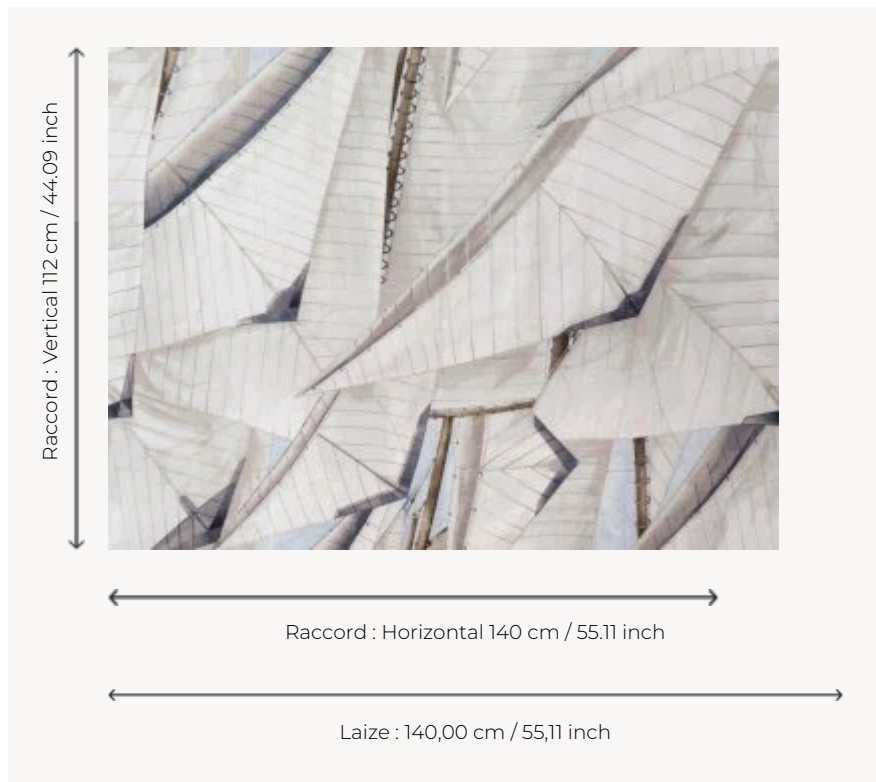 Raccord : Vertical 112 cm / 44.09 inch
Raccord : Horizontal 140 cm / 55.11 inch
Laize : 140,00 cm / 55,11 inch